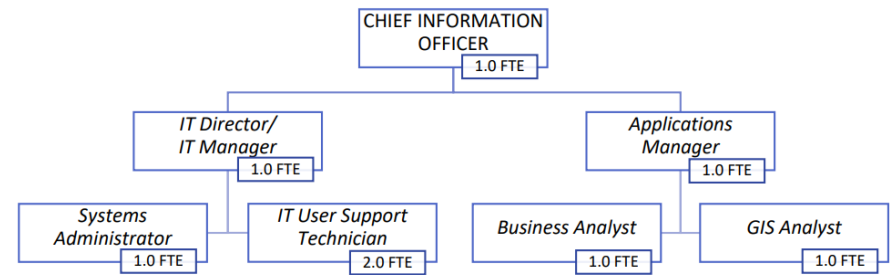 CHIEF INFORMATION
OFFICER
1.0 FTE
IT Director/
IT Manager
1.0 FTE
Applications
Manager
1.0 FTE
Systems
Administrator
1.0 FTE
IT User Support
Technician
2.0 FTE
Business Analyst
1.0 FTE
GIS Analyst
1.0 FTE